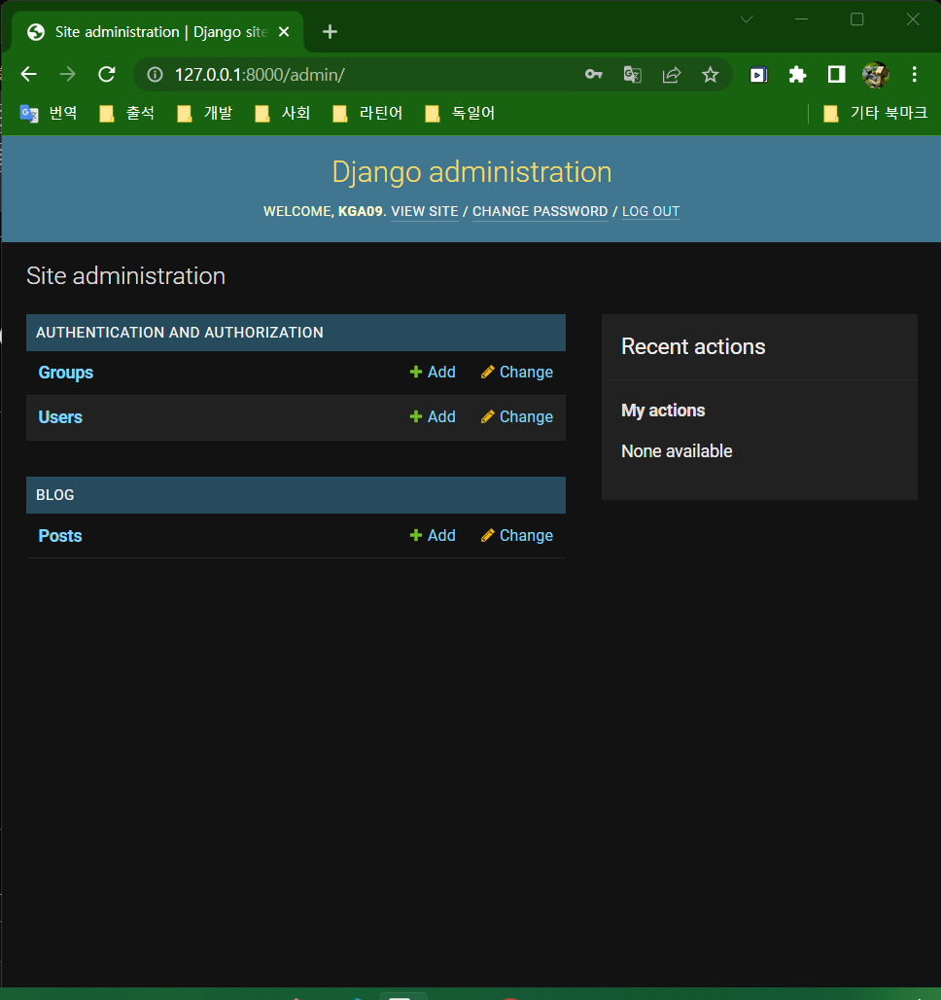 Site administration | Django site
127.0.0.1:8000/admin/
번역 출석 개발 사회 라틴어 독일어 기타 북마크
Django administration
WELCOME, KGA09. VIEW SITE / CHANGE PASSWORD / LOG OUT
Site administration
AUTHENTICATION AND AUTHORIZATION
Groups Add Change
Users Add Change
BLOG
Posts Add Change
Recent actions
My actions
None available